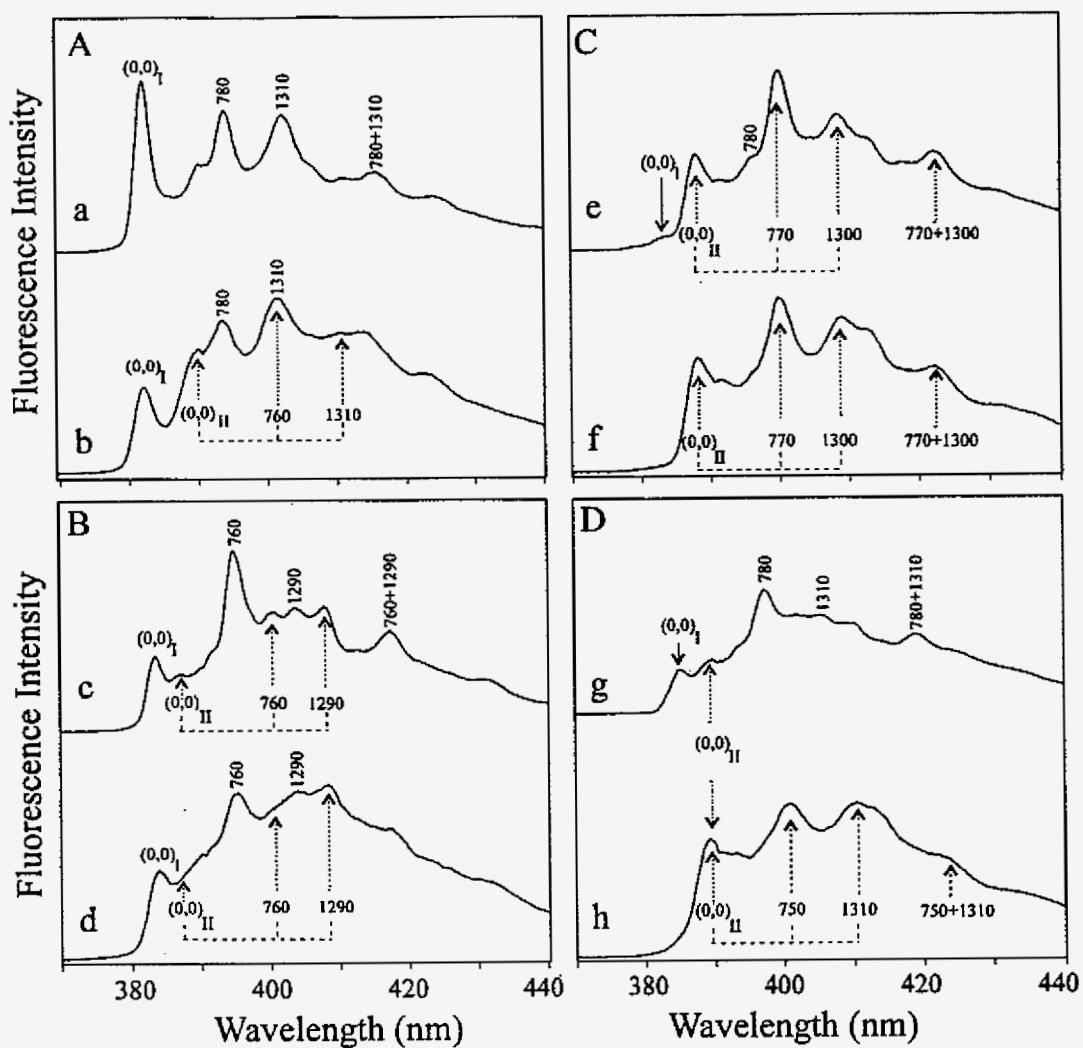 A
(0,0)I
780
1310
780+1310
a
(0,0)I
780
1310
(0,0)II
760
1310
b
Fluorescence Intensity
C
(0,0)I
780
e
(0,0)II
770
1300
770+1300
f
(0,0)II
770
1300
770+1300
B
(0,0)I
760
1290
760+1290
c
(0,0)II
760
1290
760
1290
(0,0)I
d
(0,0)II
760
1290
Fluorescence Intensity
380
400
420
440
Wavelength (nm)
D
(0,0)I
780
1310
780+1310
g
(0,0)II
h
(0,0)II
750
1310
750+1310
380
400
420
440
Wavelength (nm)